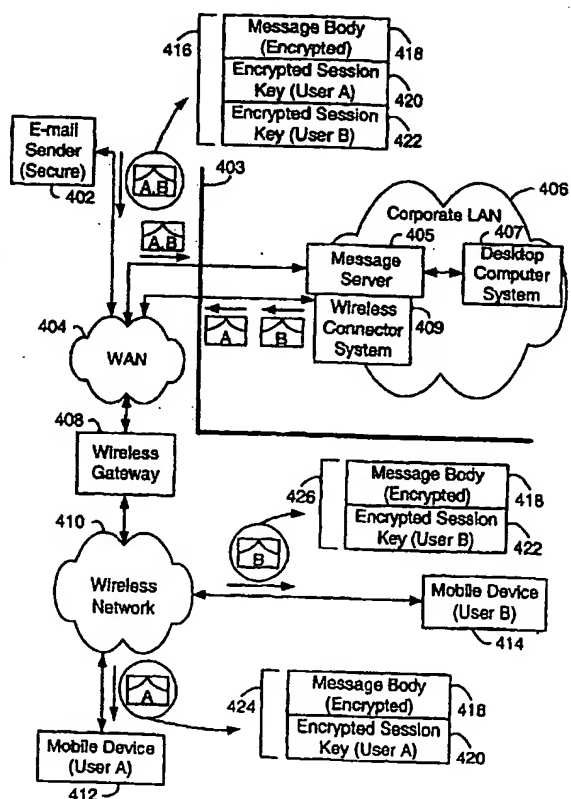 416
Message Body
(Encrypted)
418
Encrypted Session
Key (User A)
420
Encrypted Session
Key (User B)
422
E-mail
Sender
(Secure)
402
A,B
403
406
A,B
Corporate LAN
405
407
Message
Server
Desktop
Computer
System
404
WAN
A
B
Wireless
Connector
System
409
408
Wireless
Gateway
426
Message Body
(Encrypted)
418
Encrypted Session
Key (User B)
422
410
B
Wireless
Network
Mobile Device
(User B)
414
A
424
Message Body
(Encrypted)
418
Encrypted Session
Key (User A)
420
Mobile Device
(User A)
412